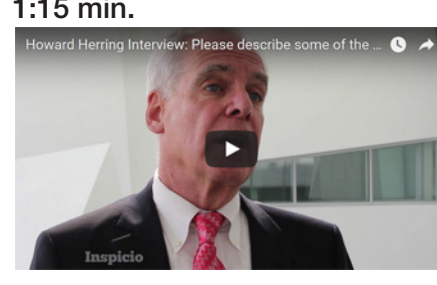 1:15 min.
Howard Herring Interview: Please describe some of the ...
Inspicio